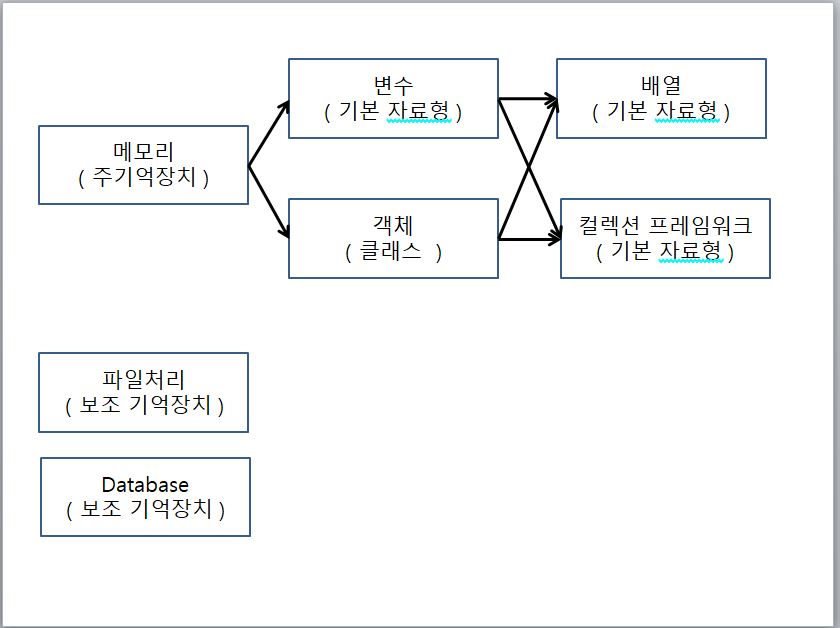 변수
( 기본 자료형 )
배열
( 기본 자료형 )
메모리
( 주기억장치 )
객체
( 클래스  )
컬렉션 프레임워크
( 기본 자료형 )
파일처리
( 보조 기억장치 )
Database
( 보조 기억장치 )